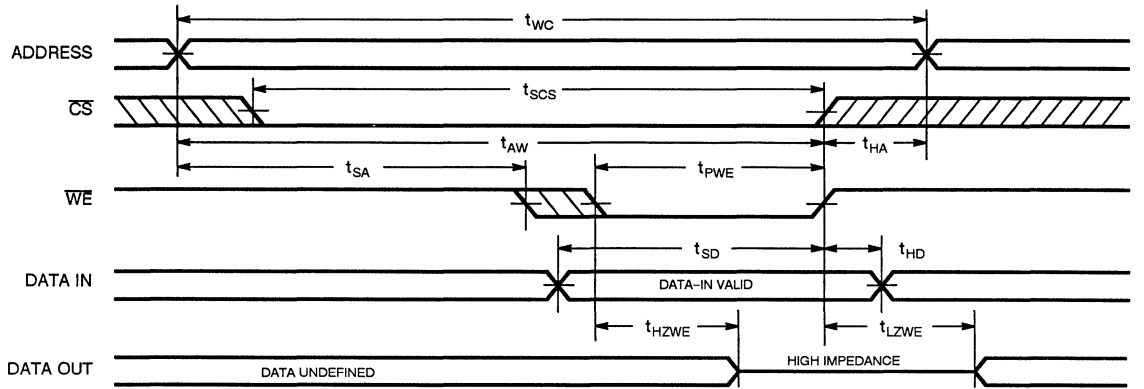 tWC
ADDRESS
tSCS
CS
tAW
tHA
tSA
tPWE
WE
tSD
tHD
DATA IN
DATA–IN VALID
tHZWE
tLZWE
DATA OUT
DATA UNDEFINED
HIGH IMPEDANCE